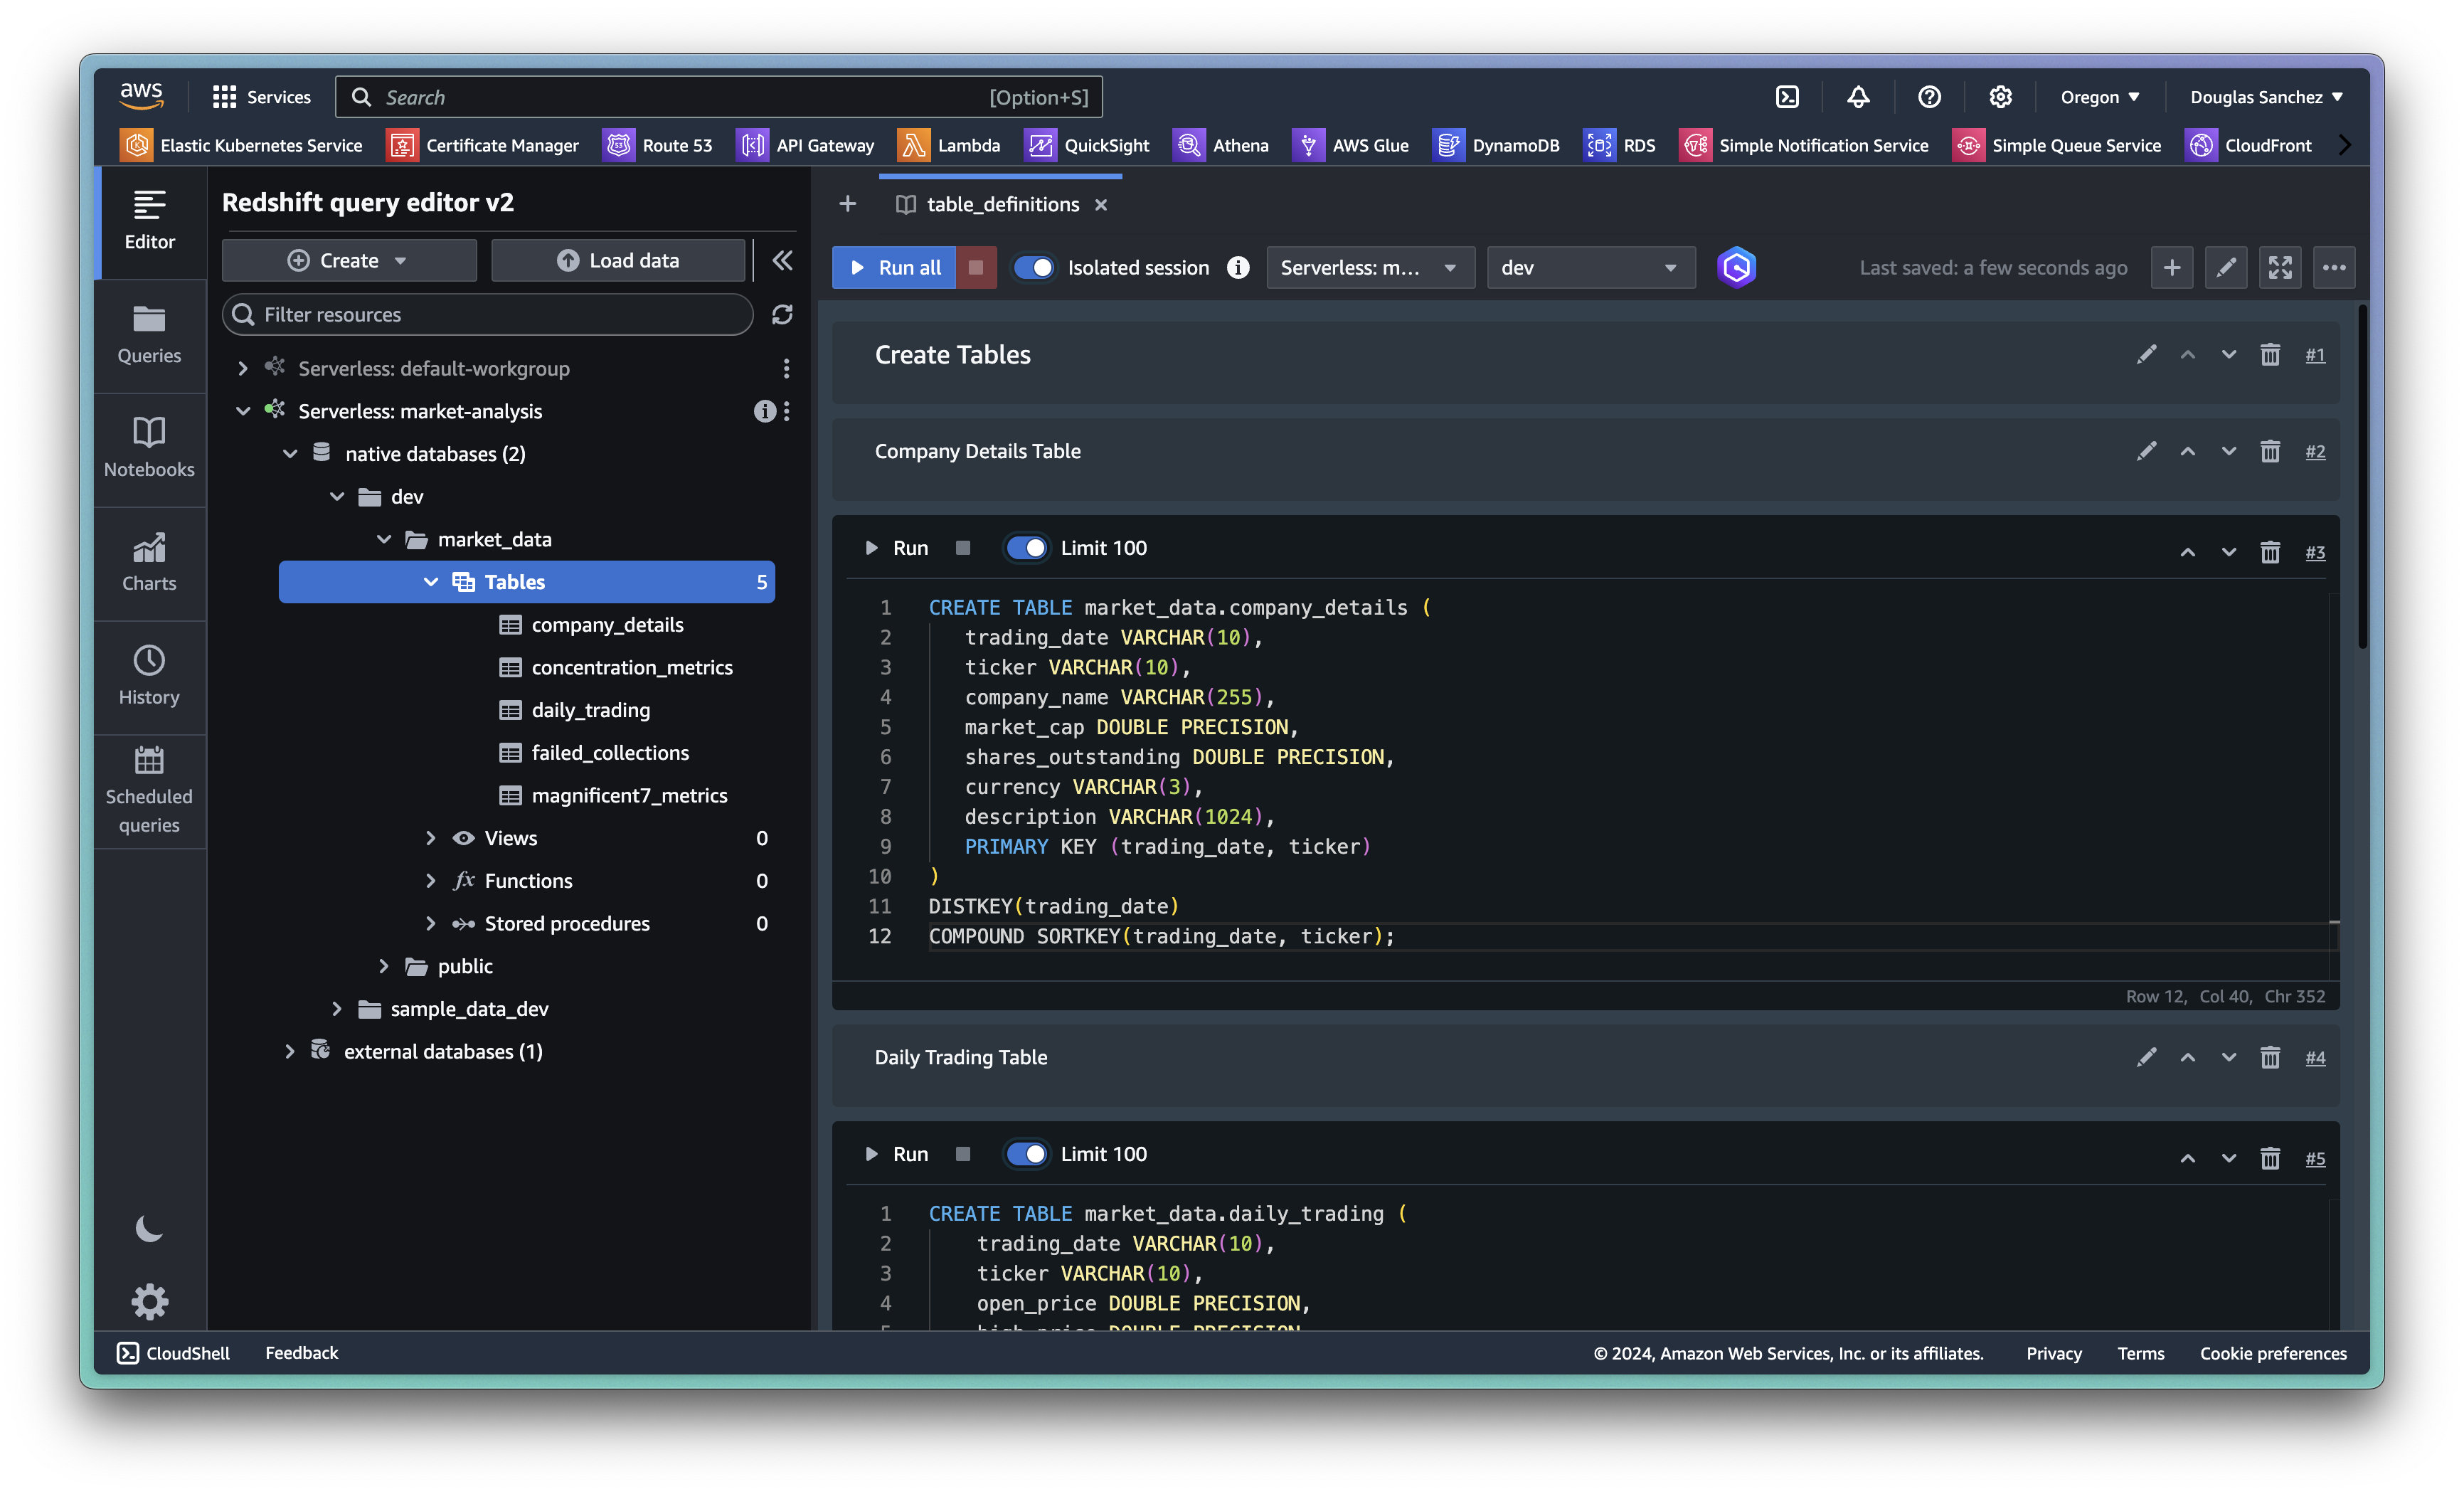 aws
Services
Search [Option+S]
Oregon
Douglas Sanchez
Elastic Kubernetes Service
Certificate Manager
Route 53
API Gateway
Lambda
QuickSight
Athena
AWS Glue
DynamoDB
RDS
Simple Notification Service
Simple Queue Service
CloudFront
Editor
Queries
Notebooks
Charts
History
Scheduled
queries
Redshift query editor v2
Create
Load data
Filter resources
Serverless: default-workgroup
Serverless: market-analysis
native databases (2)
dev
market_data
Tables 5
company_details
concentration_metrics
daily_trading
failed_collections
magnificent7_metrics
Views 0
fx Functions 0
Stored procedures 0
public
sample_data_dev
external databases (1)
table_definitions
Run all
Isolated session
Serverless: m...
dev
Last saved: a few seconds ago
Create Tables #1
Company Details Table #2
Run Limit 100 #3
1 CREATE TABLE market_data.company_details (
2 trading_date VARCHAR(10),
3 ticker VARCHAR(10),
4 company_name VARCHAR(255),
5 market_cap DOUBLE PRECISION,
6 shares_outstanding DOUBLE PRECISION,
7 currency VARCHAR(3),
8 description VARCHAR(1024),
9 PRIMARY KEY (trading_date, ticker)
10 )
11 DISTKEY(trading_date)
12 COMPOUND SORTKEY(trading_date, ticker);
Row 12, Col 40, Chr 352
Daily Trading Table #4
Run Limit 100 #5
1 CREATE TABLE market_data.daily_trading (
2 trading_date VARCHAR(10),
3 ticker VARCHAR(10),
4 open_price DOUBLE PRECISION,
CloudShell
Feedback
© 2024, Amazon Web Services, Inc. or its affiliates.
Privacy
Terms
Cookie preferences